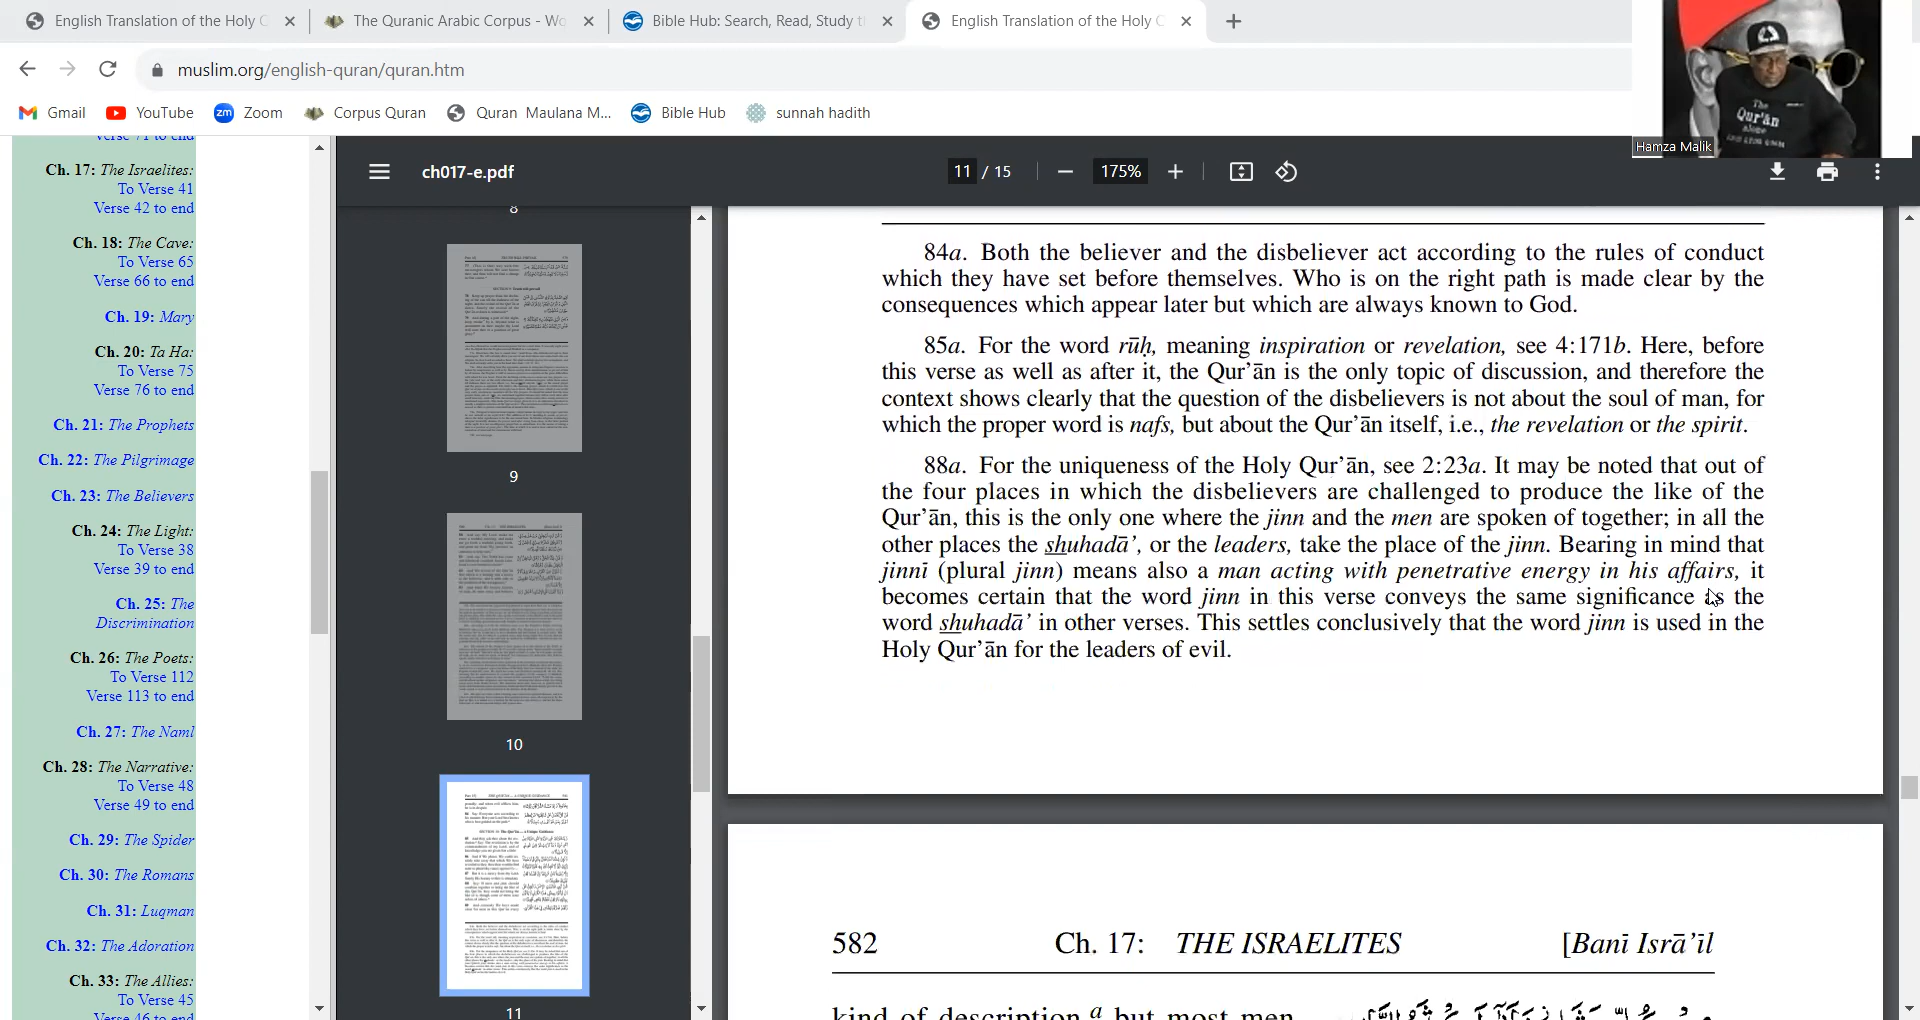 English Translation of the Holy
The Quranic Arabic Corpus - Wo
Bible Hub: Search, Read, Study t
English Translation of the Holy
muslim.org/english-quran/quran.htm
Gmail
YouTube
Zoom
Corpus Quran
Quran Maulana M...
Bible Hub
sunnah hadith
The
Qur'ān
alone
Hamza Malik
Verse 71 to end
Ch. 17: The Israelites:
To Verse 41
Verse 42 to end
Ch. 18: The Cave:
To Verse 65
Verse 66 to end
Ch. 19: Mary
Ch. 20: Ta Ha:
To Verse 75
Verse 76 to end
Ch. 21: The Prophets
Ch. 22: The Pilgrimage
Ch. 23: The Believers
Ch. 24: The Light:
To Verse 38
Verse 39 to end
Ch. 25: The
Discrimination
Ch. 26: The Poets:
To Verse 112
Verse 113 to end
Ch. 27: The Naml
Ch. 28: The Narrative:
To Verse 48
Verse 49 to end
Ch. 29: The Spider
Ch. 30: The Romans
Ch. 31: Luqman
Ch. 32: The Adoration
Ch. 33: The Allies:
To Verse 45
Verse 46 to end
ch017-e.pdf
11 / 15
175%
8
9
10
11
84a. Both the believer and the disbeliever act according to the rules of conduct
which they have set before themselves. Who is on the right path is made clear by the
consequences which appear later but which are always known to God.
85a. For the word rūḥ, meaning inspiration or revelation, see 4:171b. Here, before
this verse as well as after it, the Qur'ān is the only topic of discussion, and therefore the
context shows clearly that the question of the disbelievers is not about the soul of man, for
which the proper word is nafs, but about the Qur'ān itself, i.e., the revelation or the spirit.
88a. For the uniqueness of the Holy Qur'ān, see 2:23a. It may be noted that out of
the four places in which the disbelievers are challenged to produce the like of the
Qur'ān, this is the only one where the jinn and the men are spoken of together; in all the
other places the shuhadā', or the leaders, take the place of the jinn. Bearing in mind that
jinnī (plural jinn) means also a man acting with penetrative energy in his affairs, it
becomes certain that the word jinn in this verse conveys the same significance as the
word shuhadā' in other verses. This settles conclusively that the word jinn is used in the
Holy Qur'ān for the leaders of evil.
582 Ch. 17: THE ISRAELITES [Banī Isrā'īl
kind of description a but most men